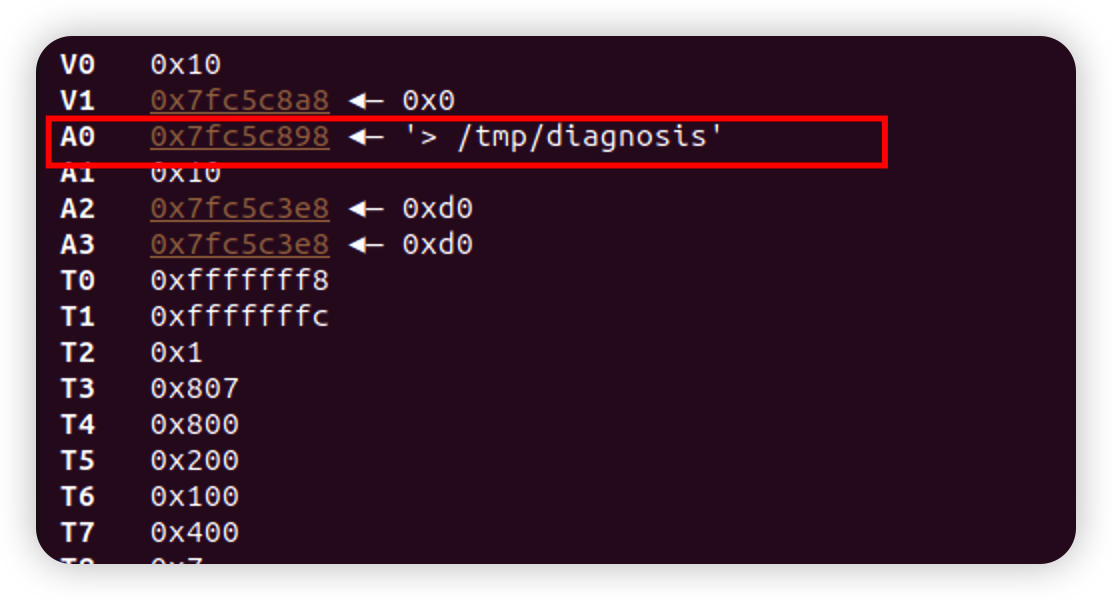 V0 0x10
V1 0x7fc5c8a8 ◂— 0x0
A0 0x7fc5c898 ◂— '> /tmp/diagnosis'
A1 0x10
A2 0x7fc5c3e8 ◂— 0xd0
A3 0x7fc5c3e8 ◂— 0xd0
T0 0xfffffff8
T1 0xfffffffc
T2 0x1
T3 0x807
T4 0x800
T5 0x200
T6 0x100
T7 0x400